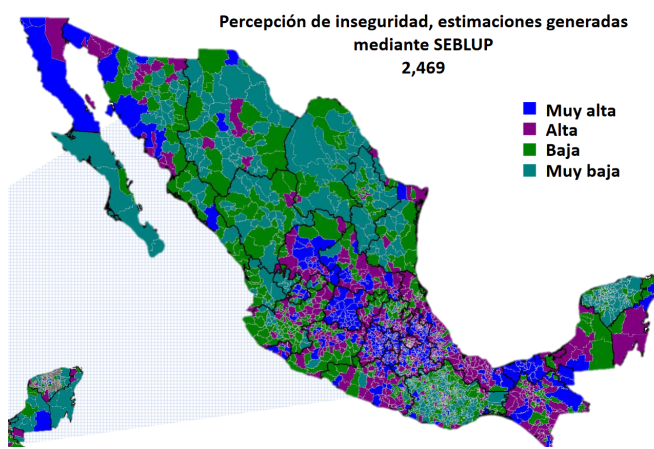 Percepción de inseguridad, estimaciones generadas
mediante SEBLUP
2,469
Muy alta
Alta
Baja
Muy baja